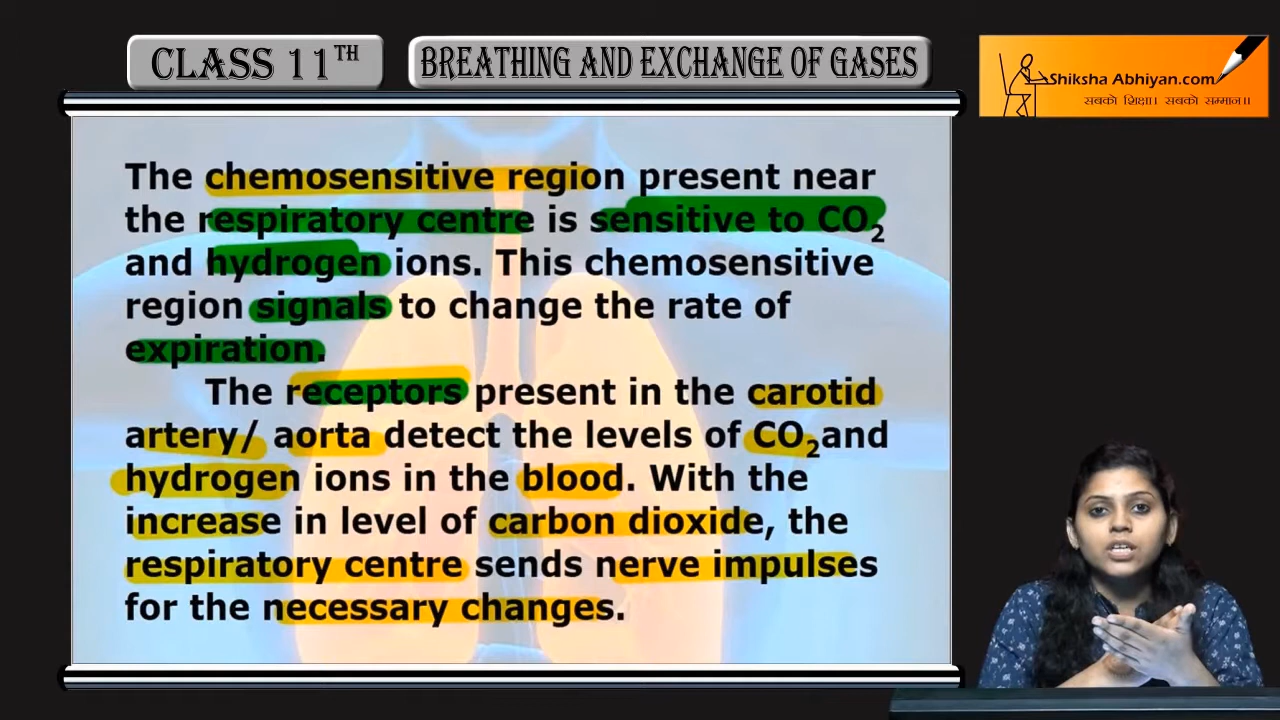 CLASS 11TH
BREATHING AND EXCHANGE OF GASES
Shiksha Abhiyan.com
सबको शिक्षा। सबको सम्मान॥
The chemosensitive region present near
the respiratory centre is sensitive to CO₂
and hydrogen ions. This chemosensitive
region signals to change the rate of
expiration.
The receptors present in the carotid
artery/ aorta detect the levels of CO₂and
hydrogen ions in the blood. With the
increase in level of carbon dioxide, the
respiratory centre sends nerve impulses
for the necessary changes.